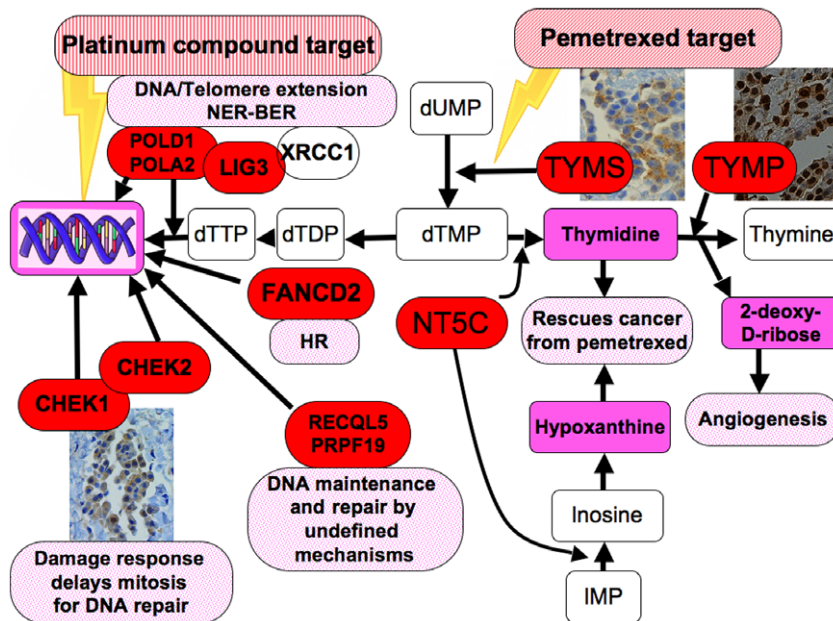 Platinum compound target
Pemetrexed target
DNA/Telomere extension
NER-BER
POLD1
POLA2
LIG3
XRCC1
dUMP
TYMS
TYMP
dTTP
dTDP
dTMP
Thymidine
Thymine
FANCD2
HR
NT5C
Rescues cancer
from pemetrexed
2-deoxy-
D-ribose
CHEK2
CHEK1
RECQL5
PRPF19
Hypoxanthine
Angiogenesis
DNA maintenance
and repair by
undefined
mechanisms
Inosine
Damage response
delays mitosis
for DNA repair
IMP